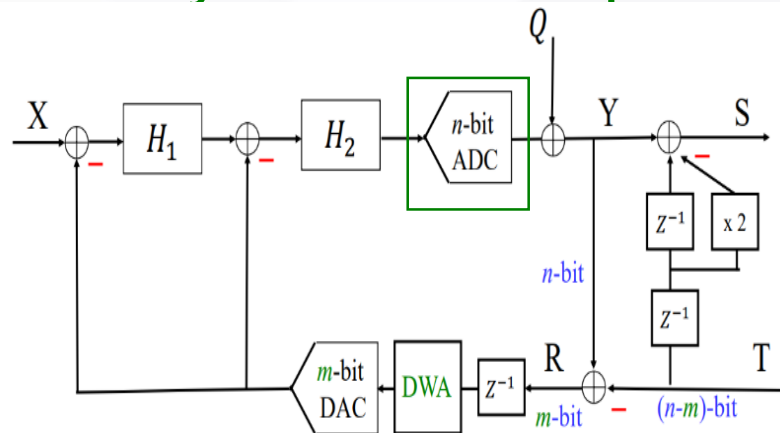 Q
X
Y
S
H₁
H₂
n-bit
ADC
Z⁻¹
x 2
n-bit
Z⁻¹
m-bit
DAC
DWA
Z⁻¹
R
T
m-bit
(n-m)-bit